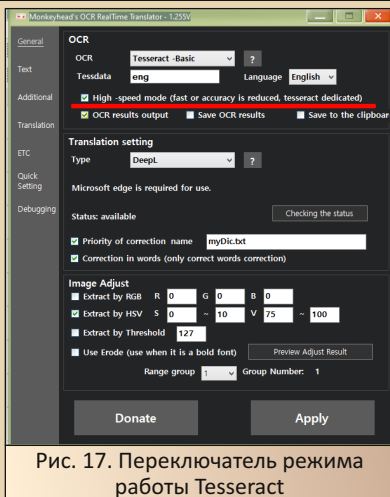 Monkeyhead's OCR RealTime Translator - 1.255V
General
Text
Additional
Translation
ETC
Quick
Setting
Debugging
OCR
OCR Tesseract -Basic ?
Tessdata eng Language English
High -speed mode (fast or accuracy is reduced, tesseract dedicated)
OCR results output Save OCR results Save to the clipboar
Translation setting
Type DeepL ?
Microsoft edge is required for use.
Status: available Checking the status
Priority of correction name myDic.txt
Correction in words (only correct words correction)
Image Adjust
Extract by RGB R 0 G 0 B 0
Extract by HSV S 0 ~ 10 V 75 ~ 100
Extract by Threshold 127
Use Erode (use when it is a bold font) Preview Adjust Result
Range group 1 Group Number: 1
Donate Apply
Рис. 17. Переключатель режима
работы Tesseract